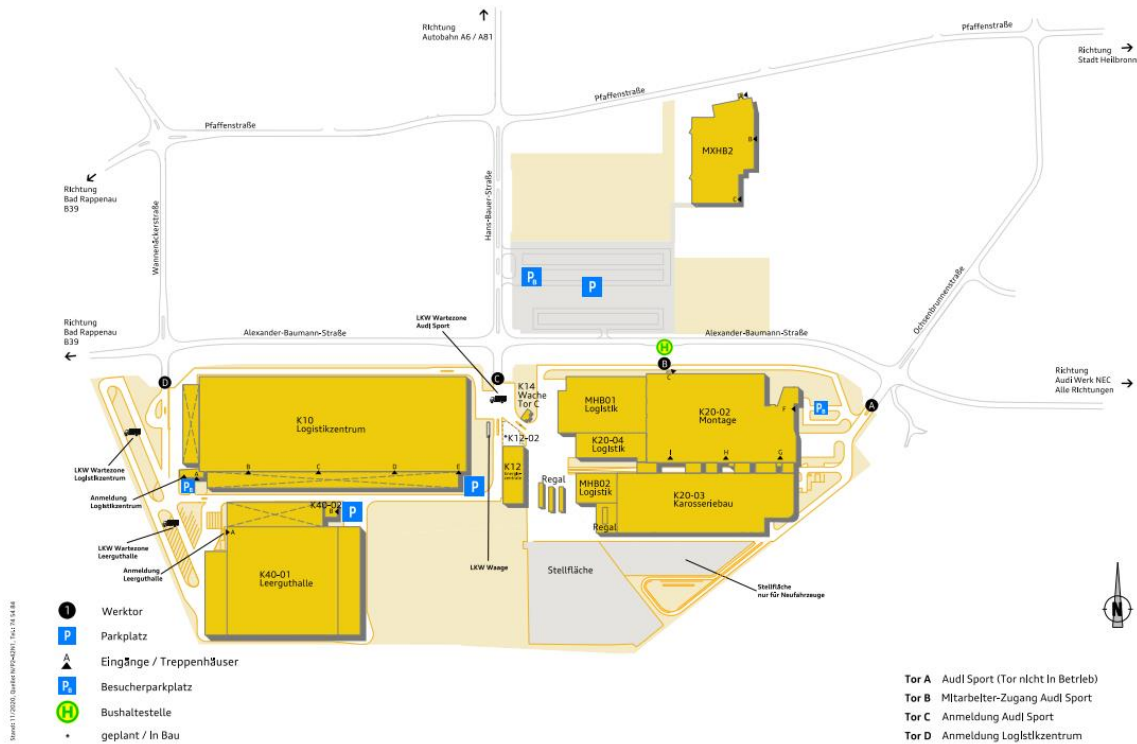 Richtung
Autobahn A6 / A81
Pfaffenstraße
Richtung
Stadt Heilbronn
Pfaffenstraße
Pfaffenstraße
MXHB2
B
C
Richtung
Bad Rappenau
B39
Wannenäckerstraße
Hans-Bauer-Straße
Ochsenbrunnenstraße
PB
P
LKW Wartezone
Audi Sport
Richtung
Bad Rappenau
B39
Alexander-Baumann-Straße
Alexander-Baumann-Straße
H
B
C
Richtung
Audi Werk NEC
Alle Richtungen
D
C
K14
Wache
Tor C
K10
Logistikzentrum
MHB01
Logistik
K20-02
Montage
F
PB
A
*K12-02
K20-04
Logistik
LKW Wartezone
Logistikzentrum
A
B
C
D
E
I
H
G
K12
Anmeldung
Logistikzentrum
PB
P
Regal
MHB02
Logistik
K20-03
Karosseriebau
K40-02
B
P
Regal
LKW Wartezone
Leerguthalle
A
Anmeldung
Leerguthalle
K40-01
Leerguthalle
LKW Waage
Stellfläche
Stellfläche
nur für Neufahrzeuge
N
1 Werktor
P Parkplatz
A Eingänge / Treppenhäuser
PB Besucherparkplatz
H Bushaltestelle
* geplant / in Bau
Tor A Audi Sport (Tor nicht in Betrieb)
Tor B Mitarbeiter-Zugang Audi Sport
Tor C Anmeldung Audi Sport
Tor D Anmeldung Logistikzentrum